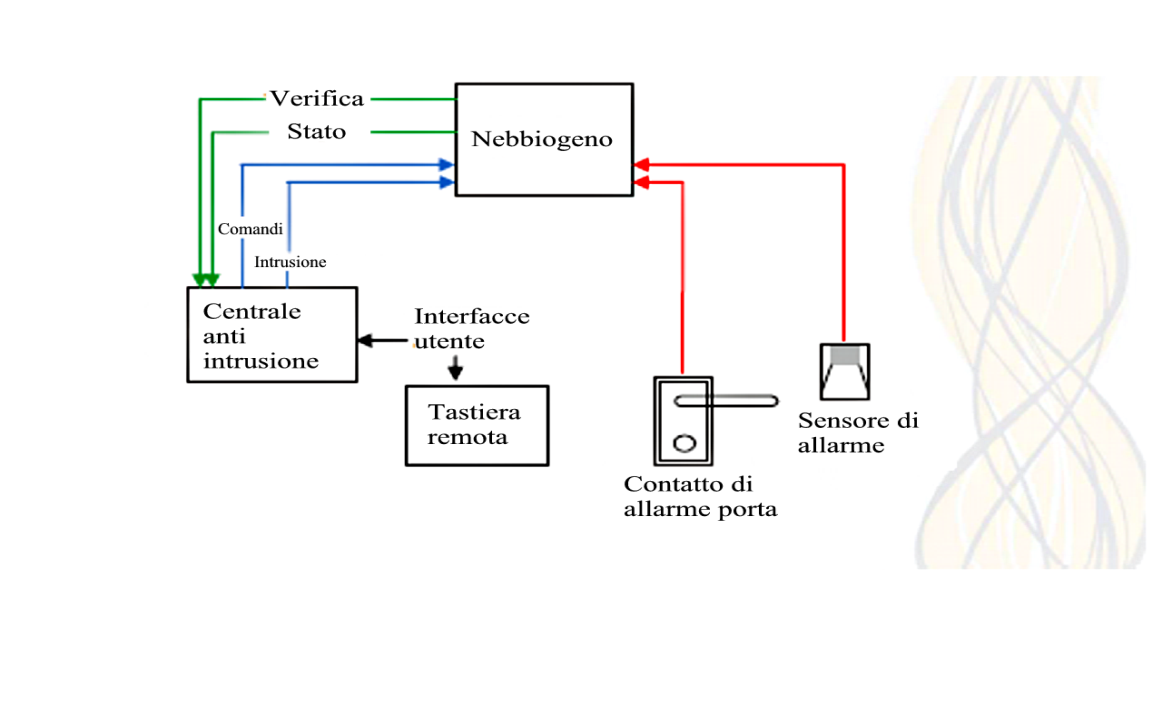 Verifica
Stato
Nebbiogeno
Comandi
Intrusione
Centrale
anti
intrusione
Interfacce
utente
Tastiera
remota
Contatto di
allarme porta
Sensore di
allarme